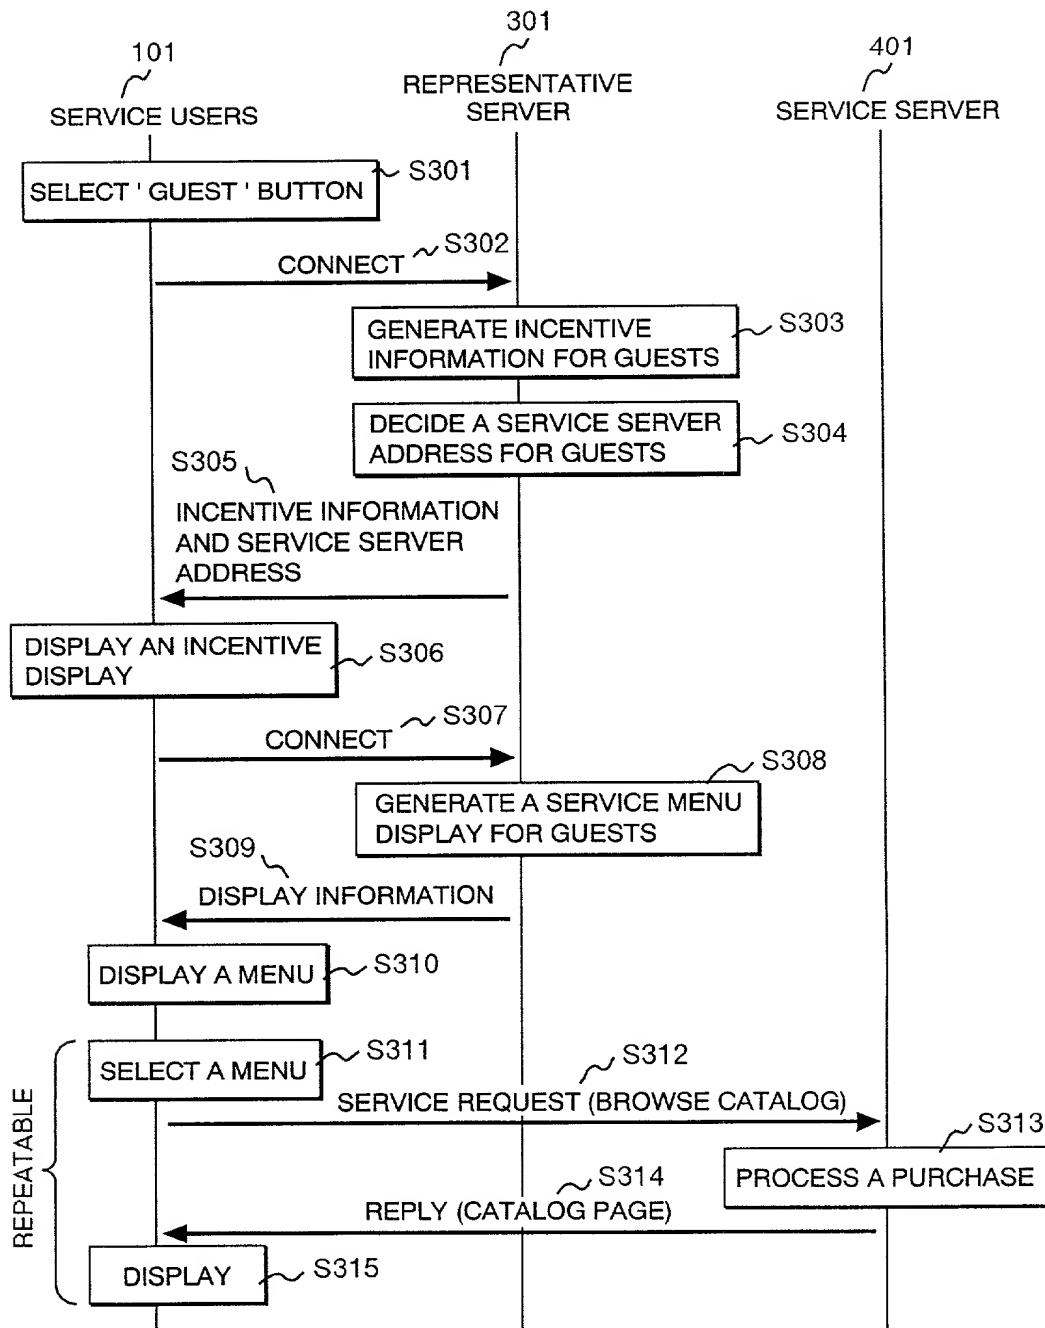 101
301
401
SERVICE USERS
REPRESENTATIVE
SERVER
SERVICE SERVER
SELECT ' GUEST ' BUTTON
S301
CONNECT
S302
GENERATE INCENTIVE
INFORMATION FOR GUESTS
S303
DECIDE A SERVICE SERVER
ADDRESS FOR GUESTS
S304
S305
INCENTIVE INFORMATION
AND SERVICE SERVER
ADDRESS
DISPLAY AN INCENTIVE
DISPLAY
S306
CONNECT
S307
S308
GENERATE A SERVICE MENU
DISPLAY FOR GUESTS
S309
DISPLAY INFORMATION
DISPLAY A MENU
S310
REPEATABLE
SELECT A MENU
S311
S312
SERVICE REQUEST (BROWSE CATALOG)
S313
PROCESS A PURCHASE
S314
REPLY (CATALOG PAGE)
DISPLAY
S315